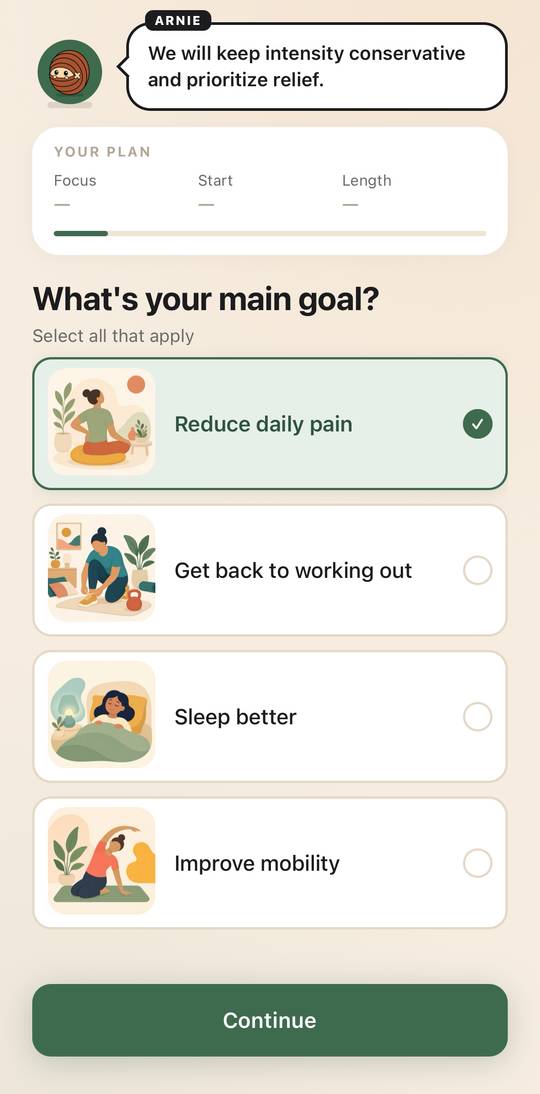 ARNIE
We will keep intensity conservative
and prioritize relief.
YOUR PLAN
Focus Start Length
— — —
What's your main goal?
Select all that apply
Reduce daily pain
Get back to working out
Sleep better
Improve mobility
Continue